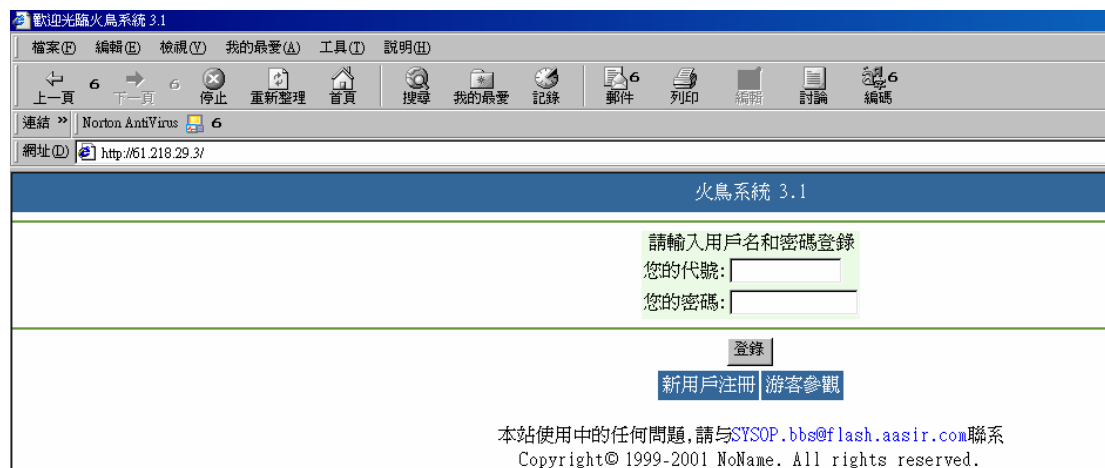 歡迎光臨火鳥系統 3.1
檔案(F) 編輯(E) 檢視(V) 我的最愛(A) 工具(T) 說明(H)
上一頁 6 下一頁 6 停止 重新整理 首頁 搜尋 我的最愛 記錄 郵件 6 列印 編輯 討論 編碼 6
連結 » Norton AntiVirus 6
網址(D) http://61.218.29.3/
火鳥系統 3.1
請輸入用戶名和密碼登錄
您的代號:
您的密碼:
登錄
新用戶注冊 游客參觀
本站使用中的任何問題,請与SYSOP.bbs@flash.aasir.com聯系
Copyright© 1999-2001 NoName. All rights reserved.